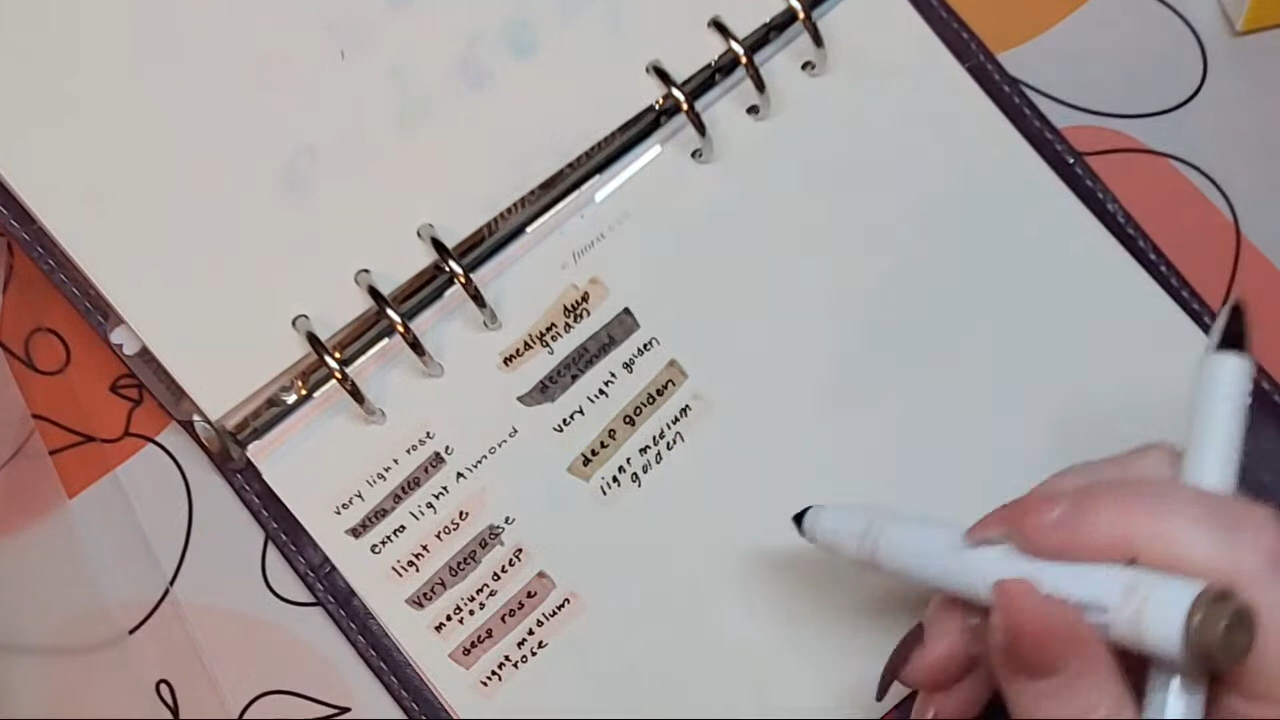 very light rose
extra deep rose
extra light Almond
light rose
very deep rose
medium deep
rose
deep rose
light medium
rose
medium deep
golden
deepest
Almond
very light golden
deep golden
light medium
golden